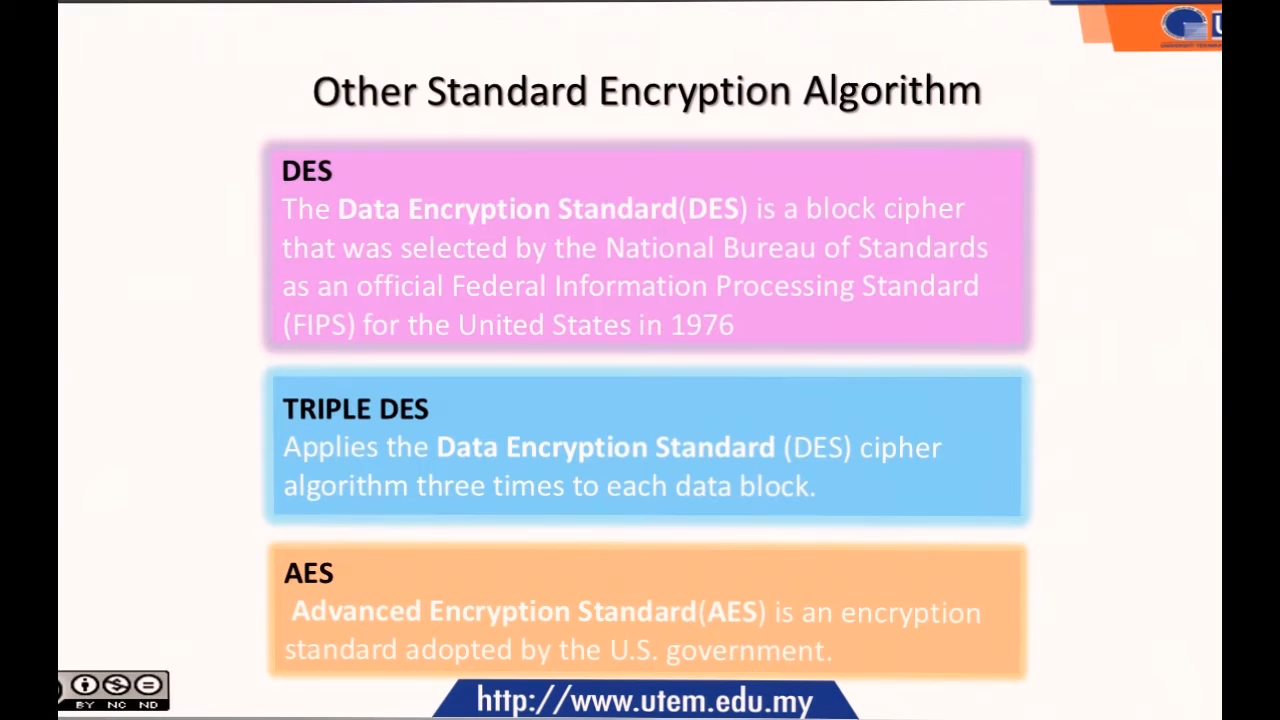 Other Standard Encryption Algorithm
DES
The Data Encryption Standard(DES) is a block cipher
that was selected by the National Bureau of Standards
as an official Federal Information Processing Standard
(FIPS) for the United States in 1976
TRIPLE DES
Applies the Data Encryption Standard (DES) cipher
algorithm three times to each data block.
AES
Advanced Encryption Standard(AES) is an encryption
standard adopted by the U.S. government.
BY NC ND
http://www.utem.edu.my